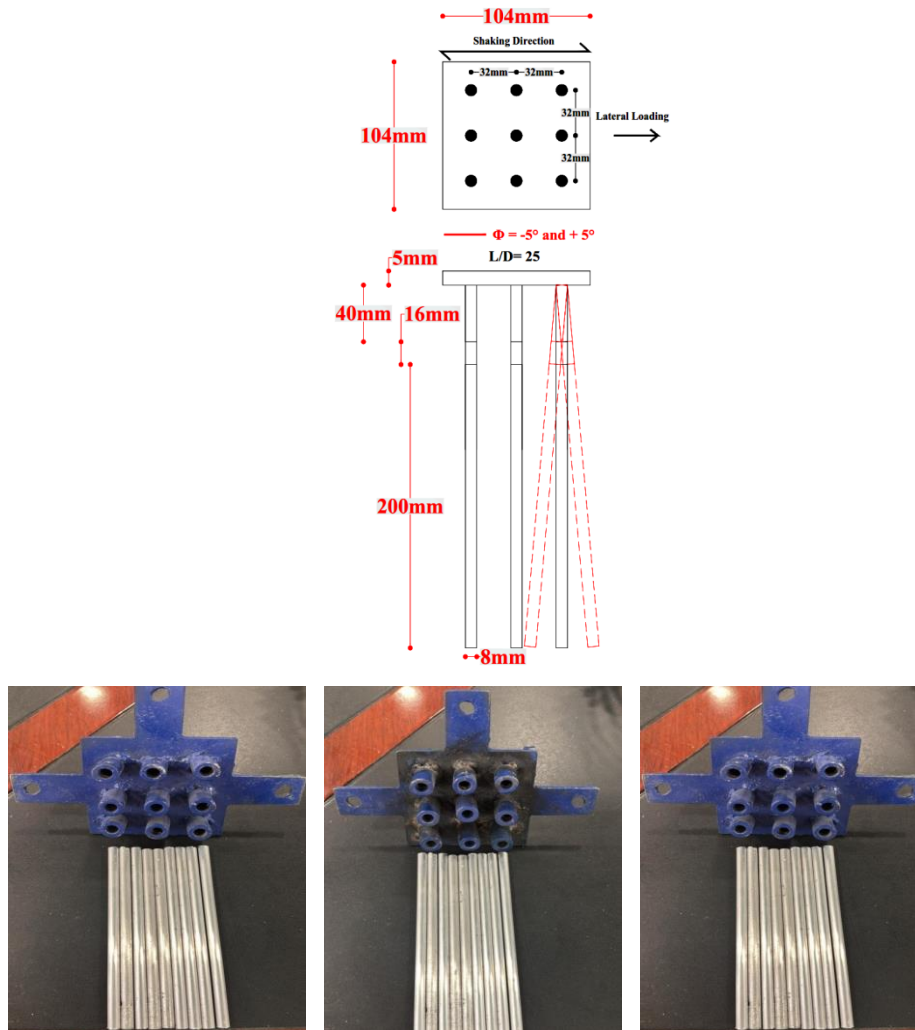 104mm
Shaking Direction
32mm 32mm
32mm
104mm
Lateral Loading
32mm
Φ = -5° and + 5°
L/D= 25
5mm
40mm
16mm
200mm
8mm